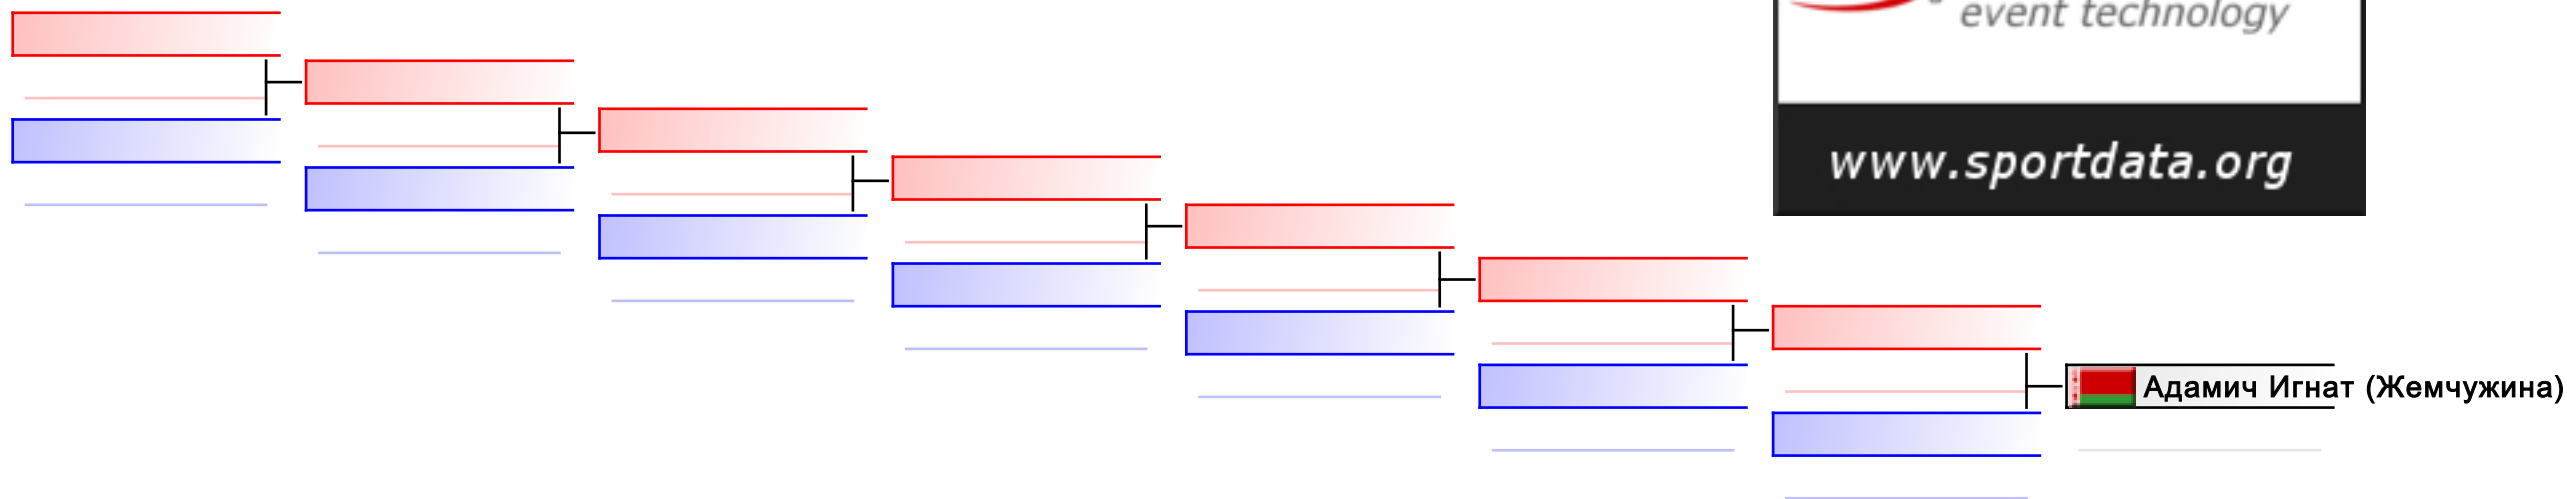 event technology
www.sportdata.org
Адамич Игнат (Жемчужина)